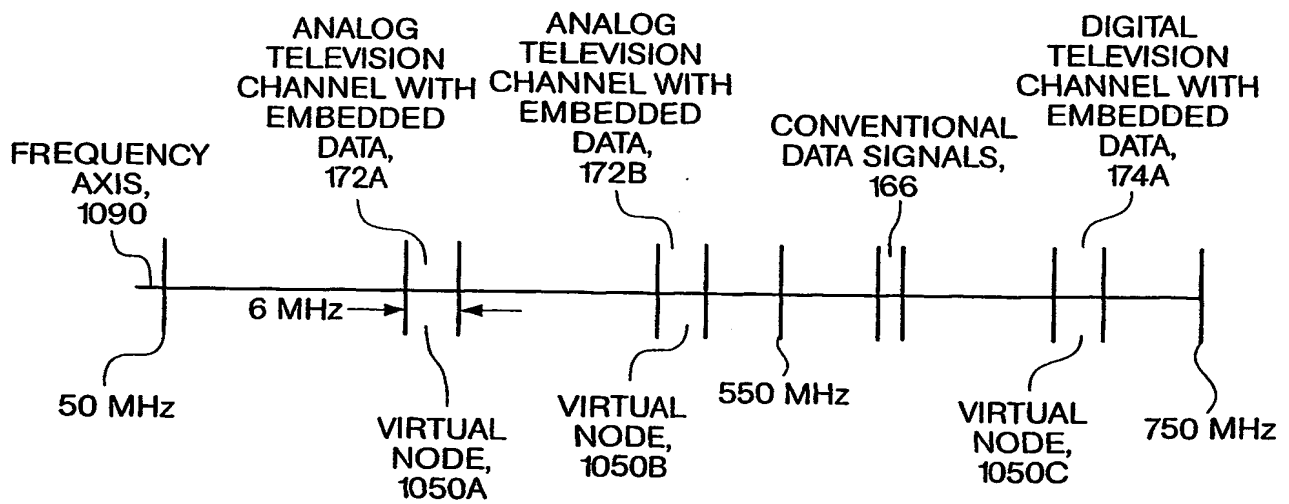 FREQUENCY
AXIS,
1090
ANALOG
TELEVISION
CHANNEL WITH
EMBEDDED
DATA,
172A
ANALOG
TELEVISION
CHANNEL WITH
EMBEDDED
DATA,
172B
CONVENTIONAL
DATA SIGNALS,
166
DIGITAL
TELEVISION
CHANNEL WITH
EMBEDDED
DATA,
174A
6 MHz
50 MHz
VIRTUAL
NODE,
1050A
VIRTUAL
NODE,
1050B
550 MHz
VIRTUAL
NODE,
1050C
750 MHz